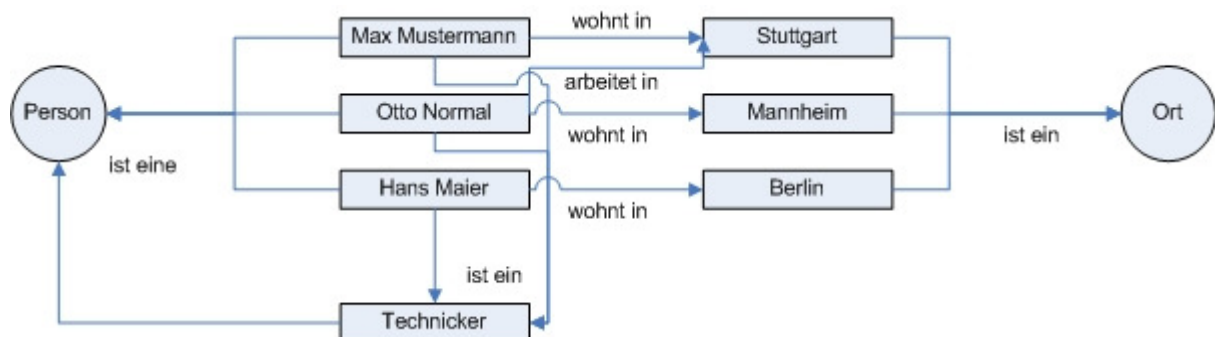 wohnt in
Max Mustermann
Stuttgart
arbeitet in
Person
Otto Normal
Mannheim
Ort
wohnt in
ist ein
ist eine
Hans Maier
Berlin
wohnt in
ist ein
Technicker